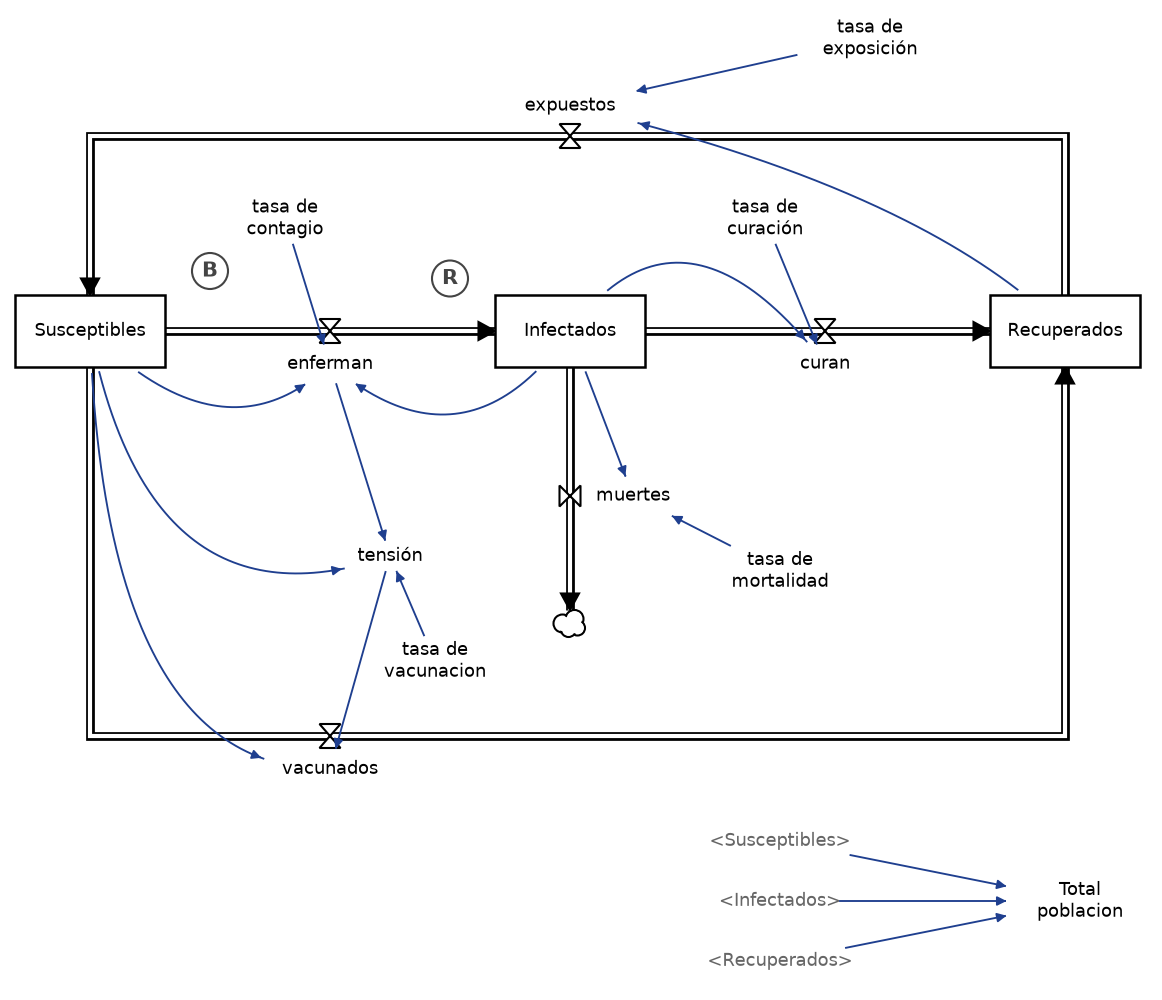 tasa de
exposición
expuestos
tasa de
contagio
tasa de
curación
B
R
Susceptibles
Infectados
Recuperados
enferman
curan
muertes
tensión
tasa de
mortalidad
tasa de
vacunacion
vacunados
<Susceptibles>
<Infectados>
Total
poblacion
<Recuperados>